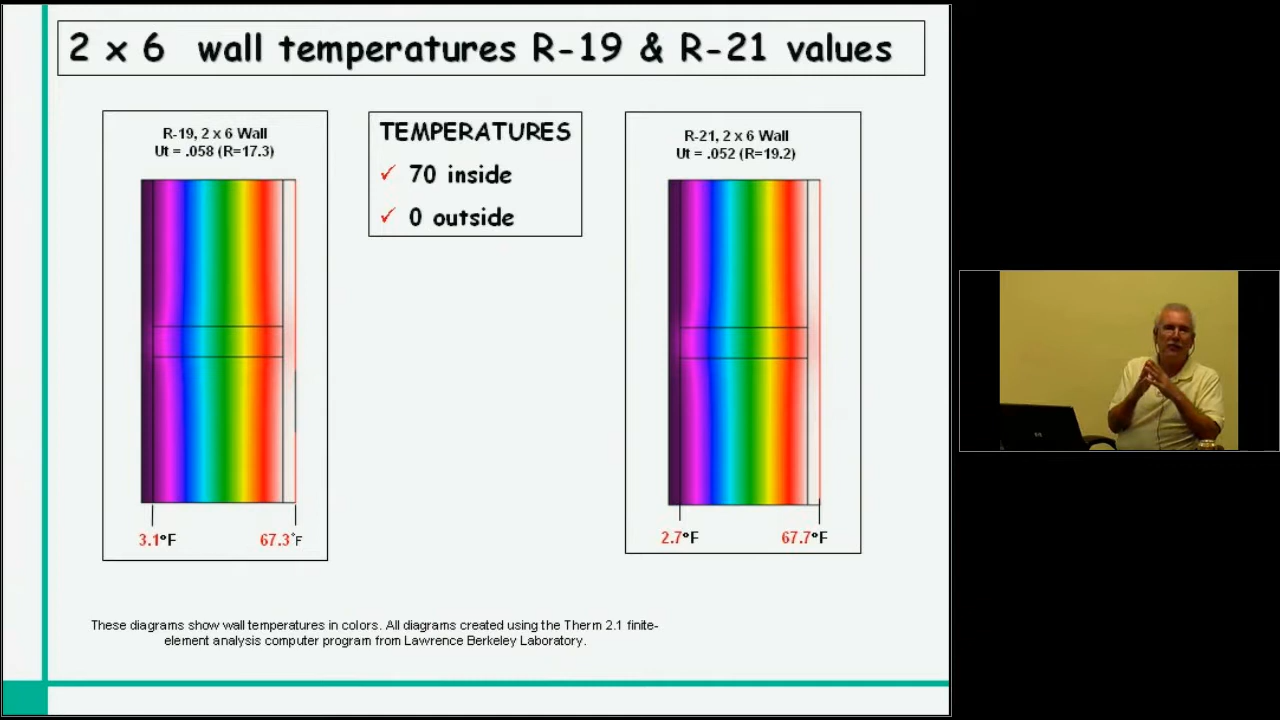 2 x 6 wall temperatures R-19 & R-21 values
R-19, 2 x 6 Wall
Ut = .058 (R=17.3)
3.1°F
67.3°F
TEMPERATURES
✓ 70 inside
✓ 0 outside
R-21, 2 x 6 Wall
Ut = .052 (R=19.2)
2.7°F
67.7°F
These diagrams show wall temperatures in colors. All diagrams created using the Therm 2.1 finite-
element analysis computer program from Lawrence Berkeley Laboratory.